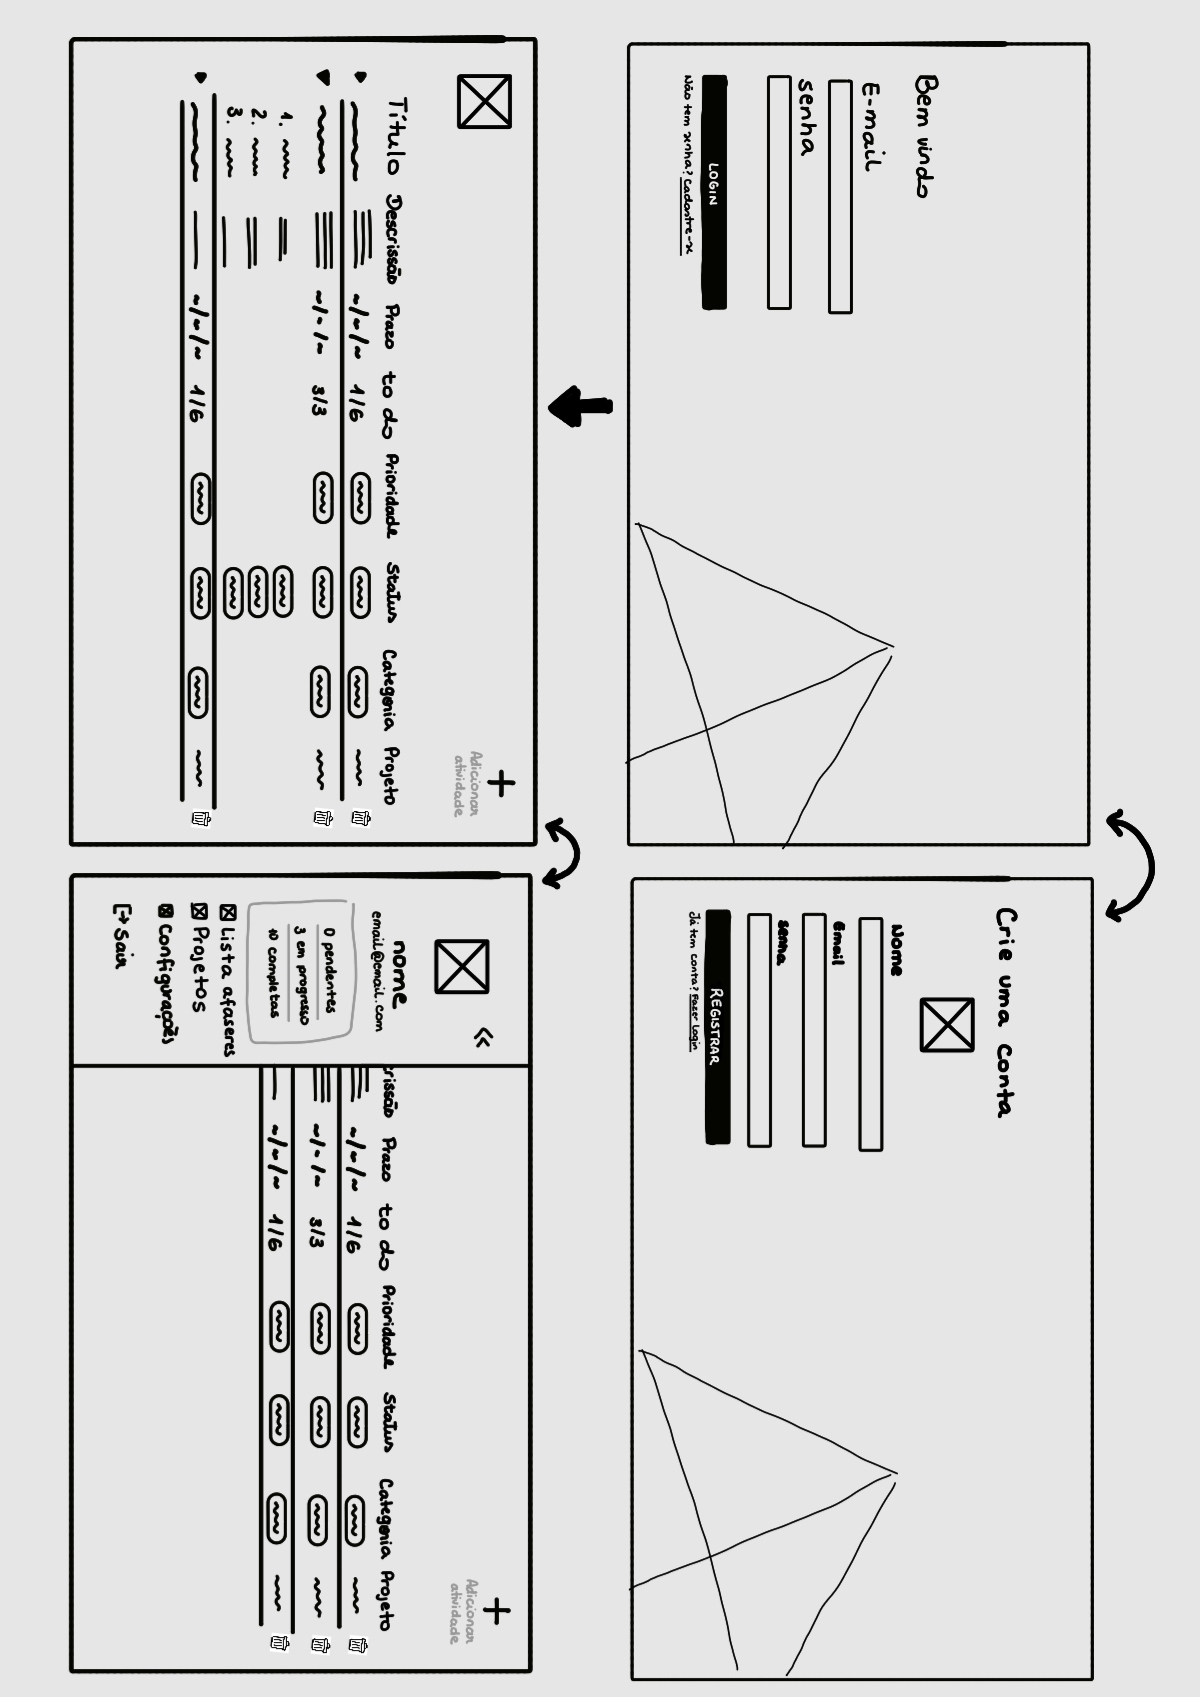 Bem vindo
E-mail
senha
LOGIN
Não tem senha? Cadastre-se
Crie uma conta
Nome
Email
senha
REGISTRAR
Já tem conta? Fazer Login
+
Adicionar
atividade
Título Descrissão Prazo to do Prioridade Status Categoria Projeto
~/~/~ 1/6
~/~/~ 3/3
1.
2.
3.
~/~/~ 1/6
«
nome
email@email.com
0 pendentes
3 em progresso
10 completas
Lista afaseres
Projetos
Configurações
Sair
+
Adicionar
atividade
crissão Prazo to do Prioridade Status Categoria Projeto
~/~/~ 1/6
~/~/~ 3/3
~/~/~ 1/6